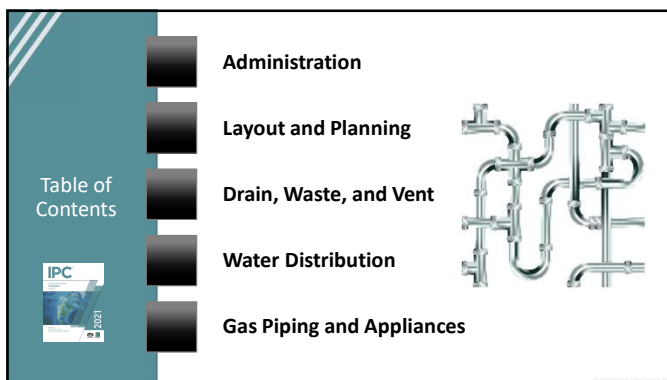 Table of
Contents
IPC
2021
Administration
Layout and Planning
Drain, Waste, and Vent
Water Distribution
Gas Piping and Appliances